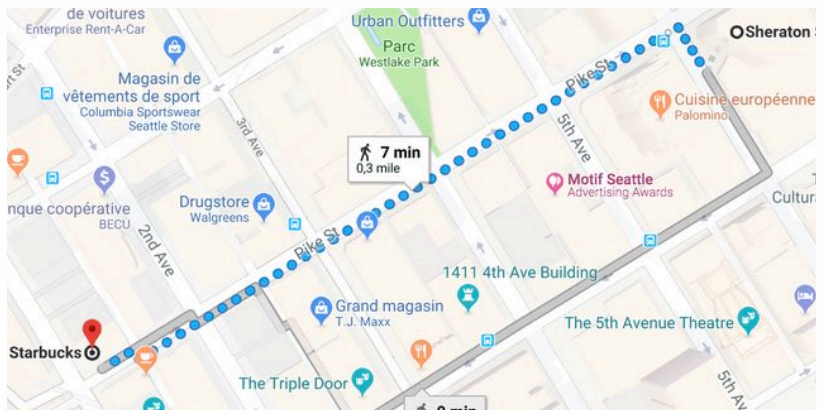 de voitures
Enterprise Rent-A-Car
Urban Outfitters
Parc
Westlake Park
Sheraton
Pike St
Magasin de
vêtements de sport
Columbia Sportswear
Seattle Store
3rd Ave
7 min
0,3 mile
5th Ave
Cuisine européenne
Palomino
Motif Seattle
Advertising Awards
Drugstore
Walgreens
nque coopérative
BECU
2nd Ave
Pike St
Cultura
1411 4th Ave Building
Grand magasin
T.J. Maxx
The 5th Avenue Theatre
Starbucks
The Triple Door
5th Ave
min